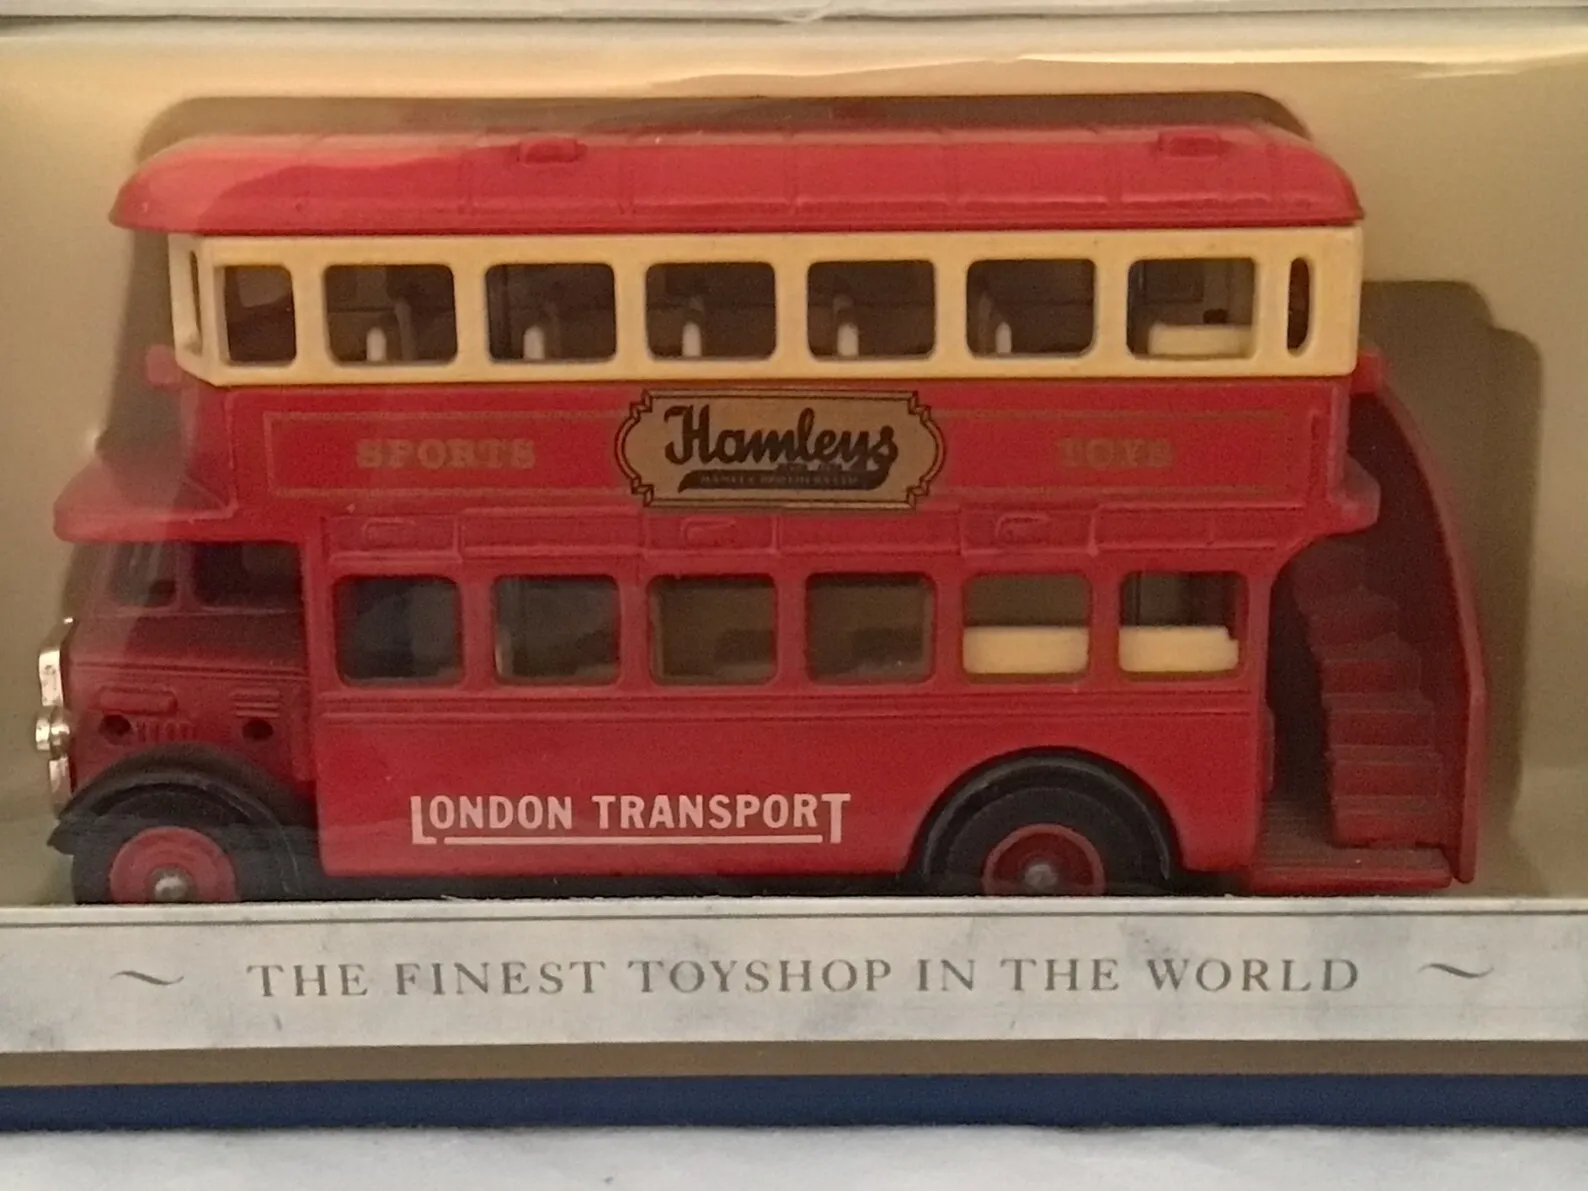 SPORTS Hamleys TOYS
LONDON TRANSPORT
~ THE FINEST TOYSHOP IN THE WORLD ~